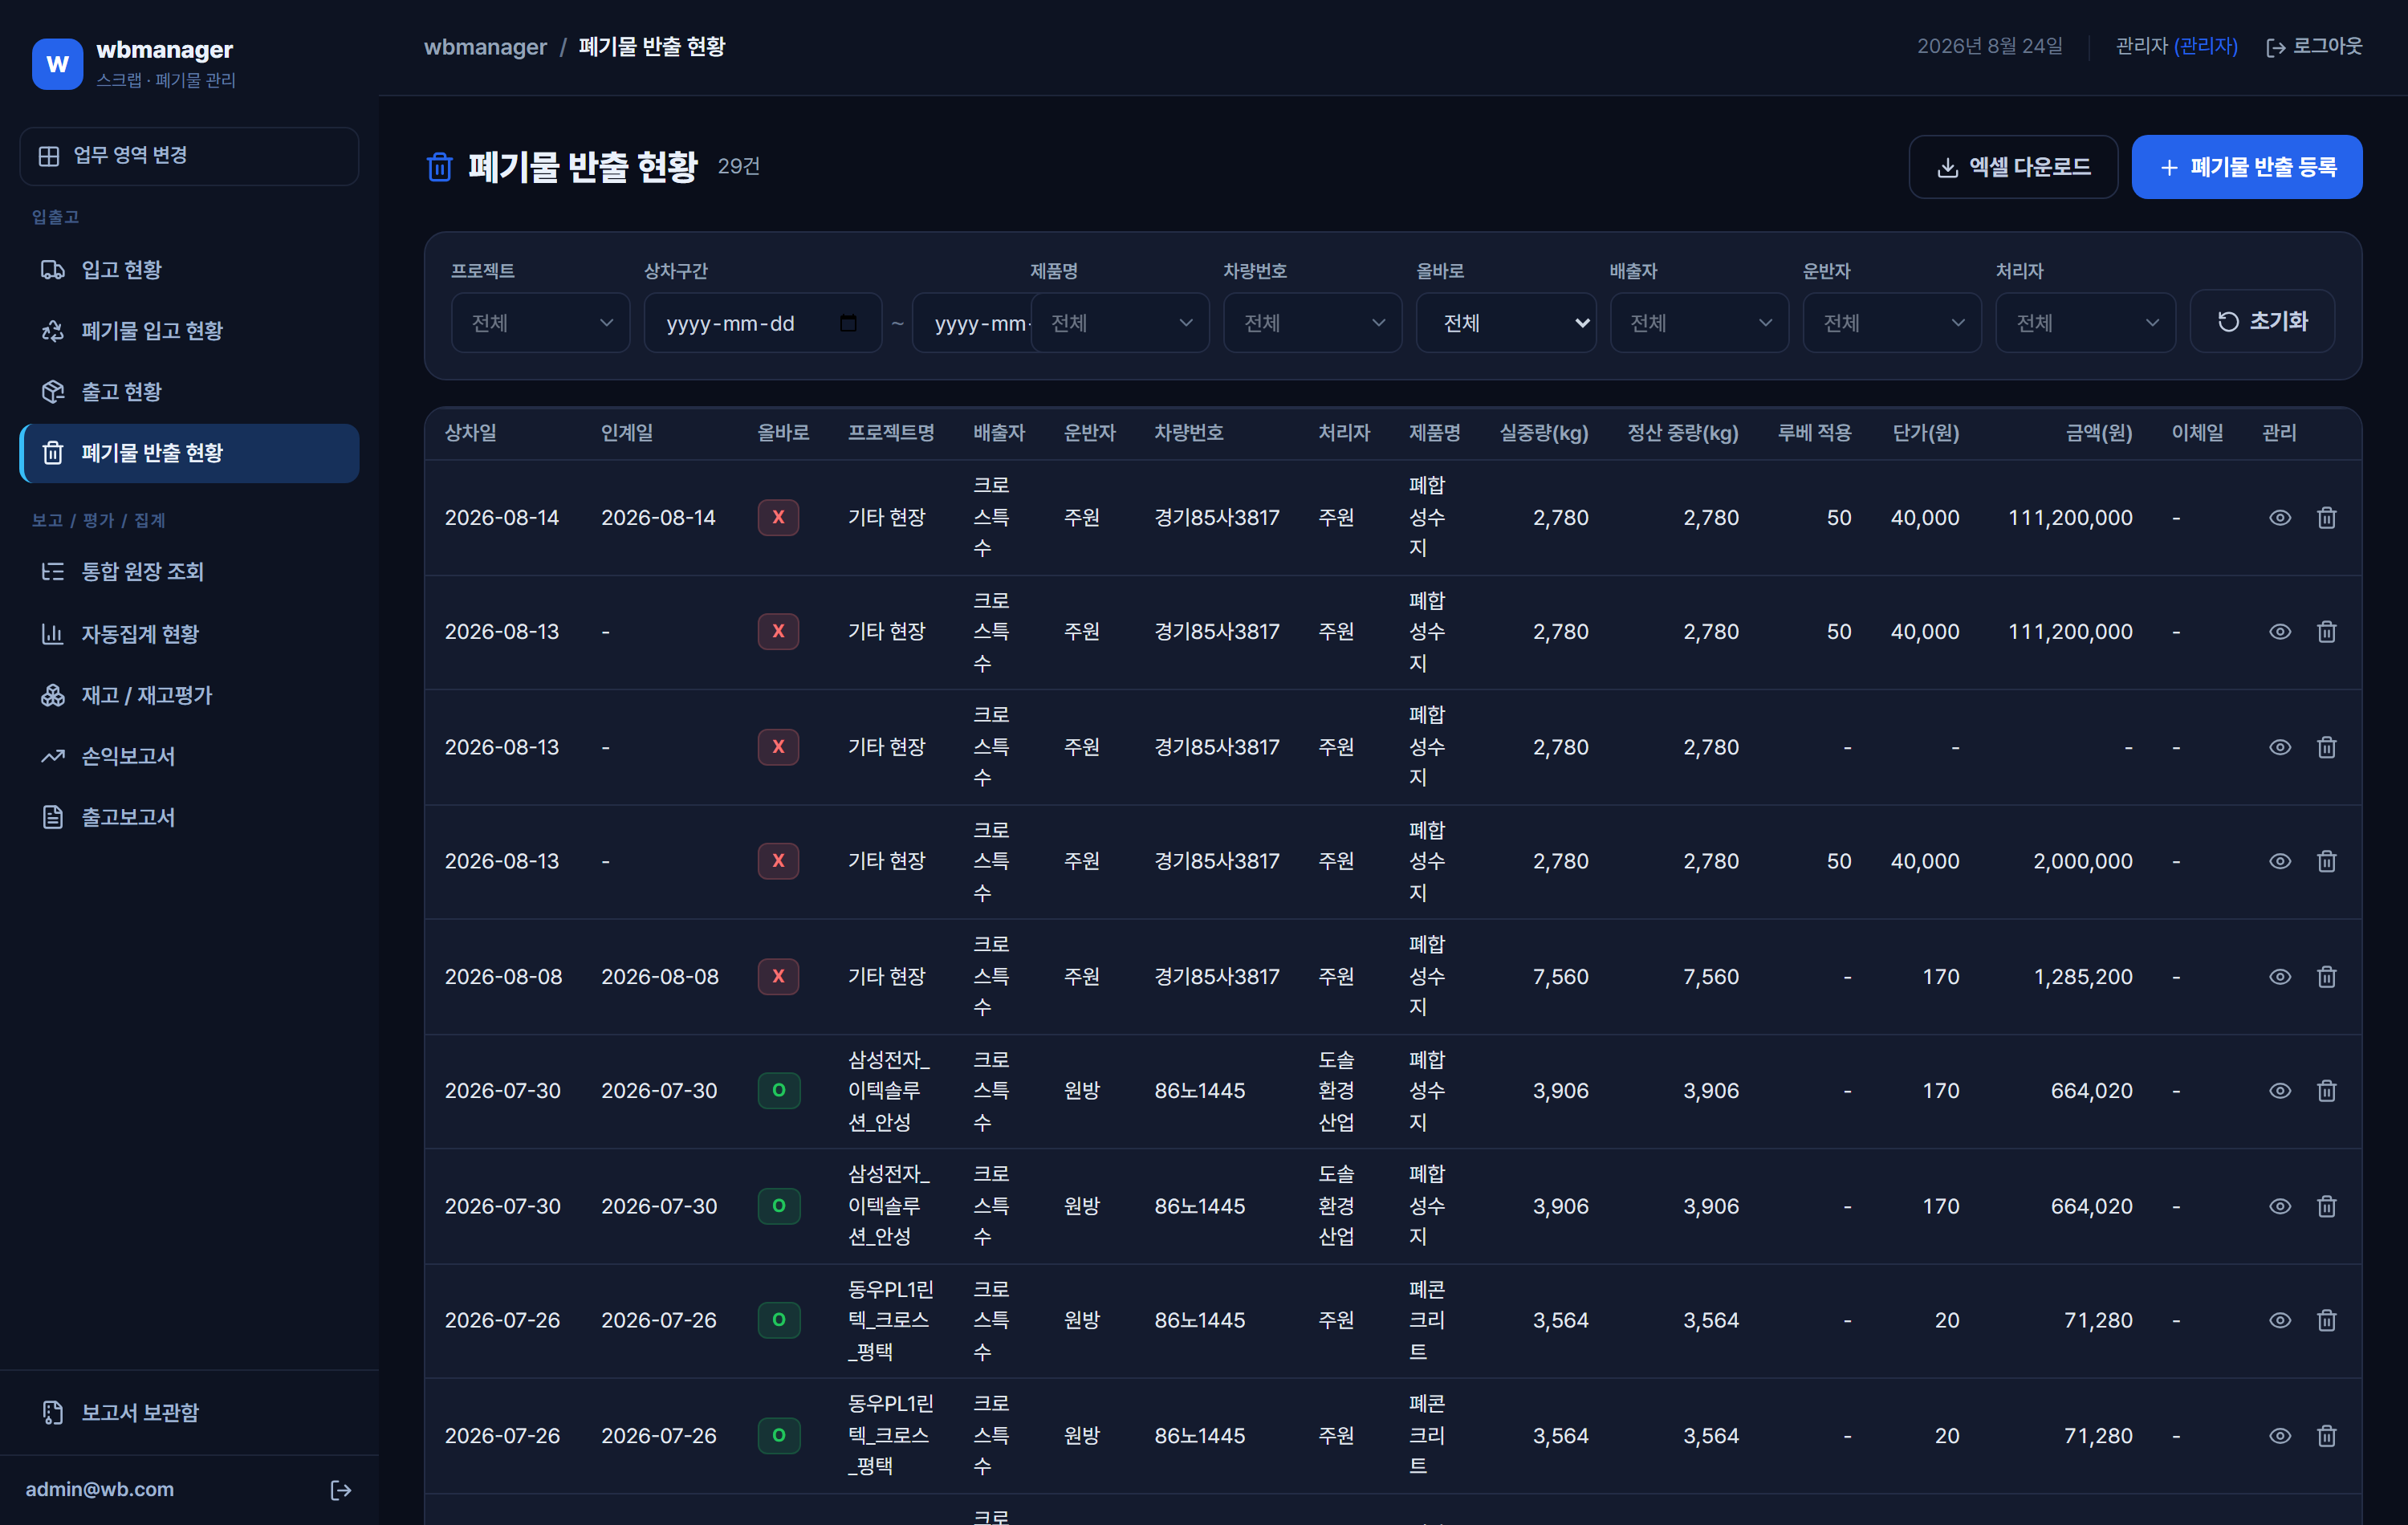 W
wbmanager
스크랩 · 폐기물 관리
업무 영역 변경
입출고
입고 현황
폐기물 입고 현황
출고 현황
폐기물 반출 현황
보고 / 평가 / 집계
통합 원장 조회
자동집계 현황
재고 / 재고평가
손익보고서
출고보고서
보고서 보관함
admin@wb.com
wbmanager / 폐기물 반출 현황
2026년 8월 24일 관리자 (관리자) 로그아웃
폐기물 반출 현황 29건
엑셀 다운로드
+ 폐기물 반출 등록
프로젝트 상차구간 제품명 차량번호 올바로 배출자 운반자 처리자
전체 yyyy-mm-dd ~ yyyy-mm- 전체 전체 전체 전체 전체 전체 초기화
상차일 인계일 올바로 프로젝트명 배출자 운반자 차량번호 처리자 제품명 실중량(kg) 정산 중량(kg) 루베 적용 단가(원) 금액(원) 이체일 관리
2026-08-14 2026-08-14 X 기타 현장 크로스특수 주원 경기85사3817 주원 폐합성수지 2,780 2,780 50 40,000 111,200,000 -
2026-08-13 - X 기타 현장 크로스특수 주원 경기85사3817 주원 폐합성수지 2,780 2,780 50 40,000 111,200,000 -
2026-08-13 - X 기타 현장 크로스특수 주원 경기85사3817 주원 폐합성수지 2,780 2,780 - - - -
2026-08-13 - X 기타 현장 크로스특수 주원 경기85사3817 주원 폐합성수지 2,780 2,780 50 40,000 2,000,000 -
2026-08-08 2026-08-08 X 기타 현장 크로스특수 주원 경기85사3817 주원 폐합성수지 7,560 7,560 - 170 1,285,200 -
2026-07-30 2026-07-30 O 삼성전자_이텍솔루션_안성 크로스특수 원방 86노1445 도솔환경산업 폐합성수지 3,906 3,906 - 170 664,020 -
2026-07-30 2026-07-30 O 삼성전자_이텍솔루션_안성 크로스특수 원방 86노1445 도솔환경산업 폐합성수지 3,906 3,906 - 170 664,020 -
2026-07-26 2026-07-26 O 동우PL1린텍_크로스_평택 크로스특수 원방 86노1445 주원 폐콘크리트 3,564 3,564 - 20 71,280 -
2026-07-26 2026-07-26 O 동우PL1린텍_크로스_평택 크로스특수 원방 86노1445 주원 폐콘크리트 3,564 3,564 - 20 71,280 -
크로